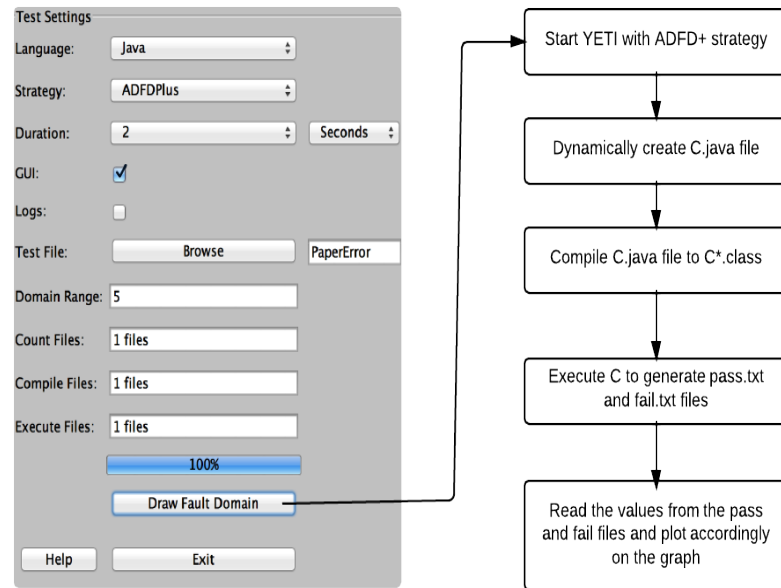 Test Settings
Language: Java
Strategy: ADFDPlus
Duration: 2 Seconds
GUI:
Logs:
Test File: Browse PaperError
Domain Range: 5
Count Files: 1 files
Compile Files: 1 files
Execute Files: 1 files
100%
Draw Fault Domain
Help Exit
Start YETI with ADFD+ strategy
Dynamically create C.java file
Compile C.java file to C*.class
Execute C to generate pass.txt
and fail.txt files
Read the values from the pass
and fail files and plot accordingly
on the graph